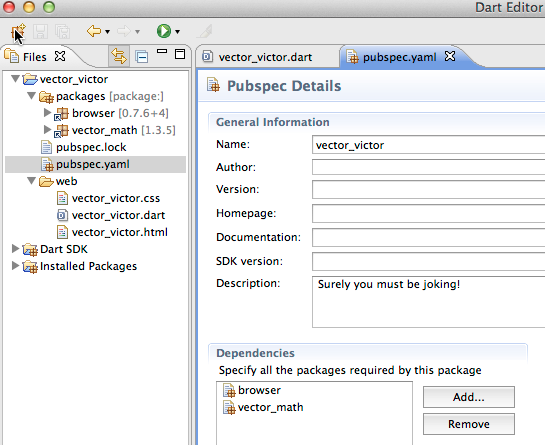 Dart Editor
Files
vector_victor.dart
pubspec.yaml
vector_victor
packages [package:]
browser [0.7.6+4]
vector_math [1.3.5]
pubspec.lock
pubspec.yaml
web
vector_victor.css
vector_victor.dart
vector_victor.html
Dart SDK
Installed Packages
Pubspec Details
General Information
Name: vector_victor
Author:
Version:
Homepage:
Documentation:
SDK version:
Description: Surely you must be joking!
Dependencies
Specify all the packages required by this package
browser
vector_math
Add...
Remove